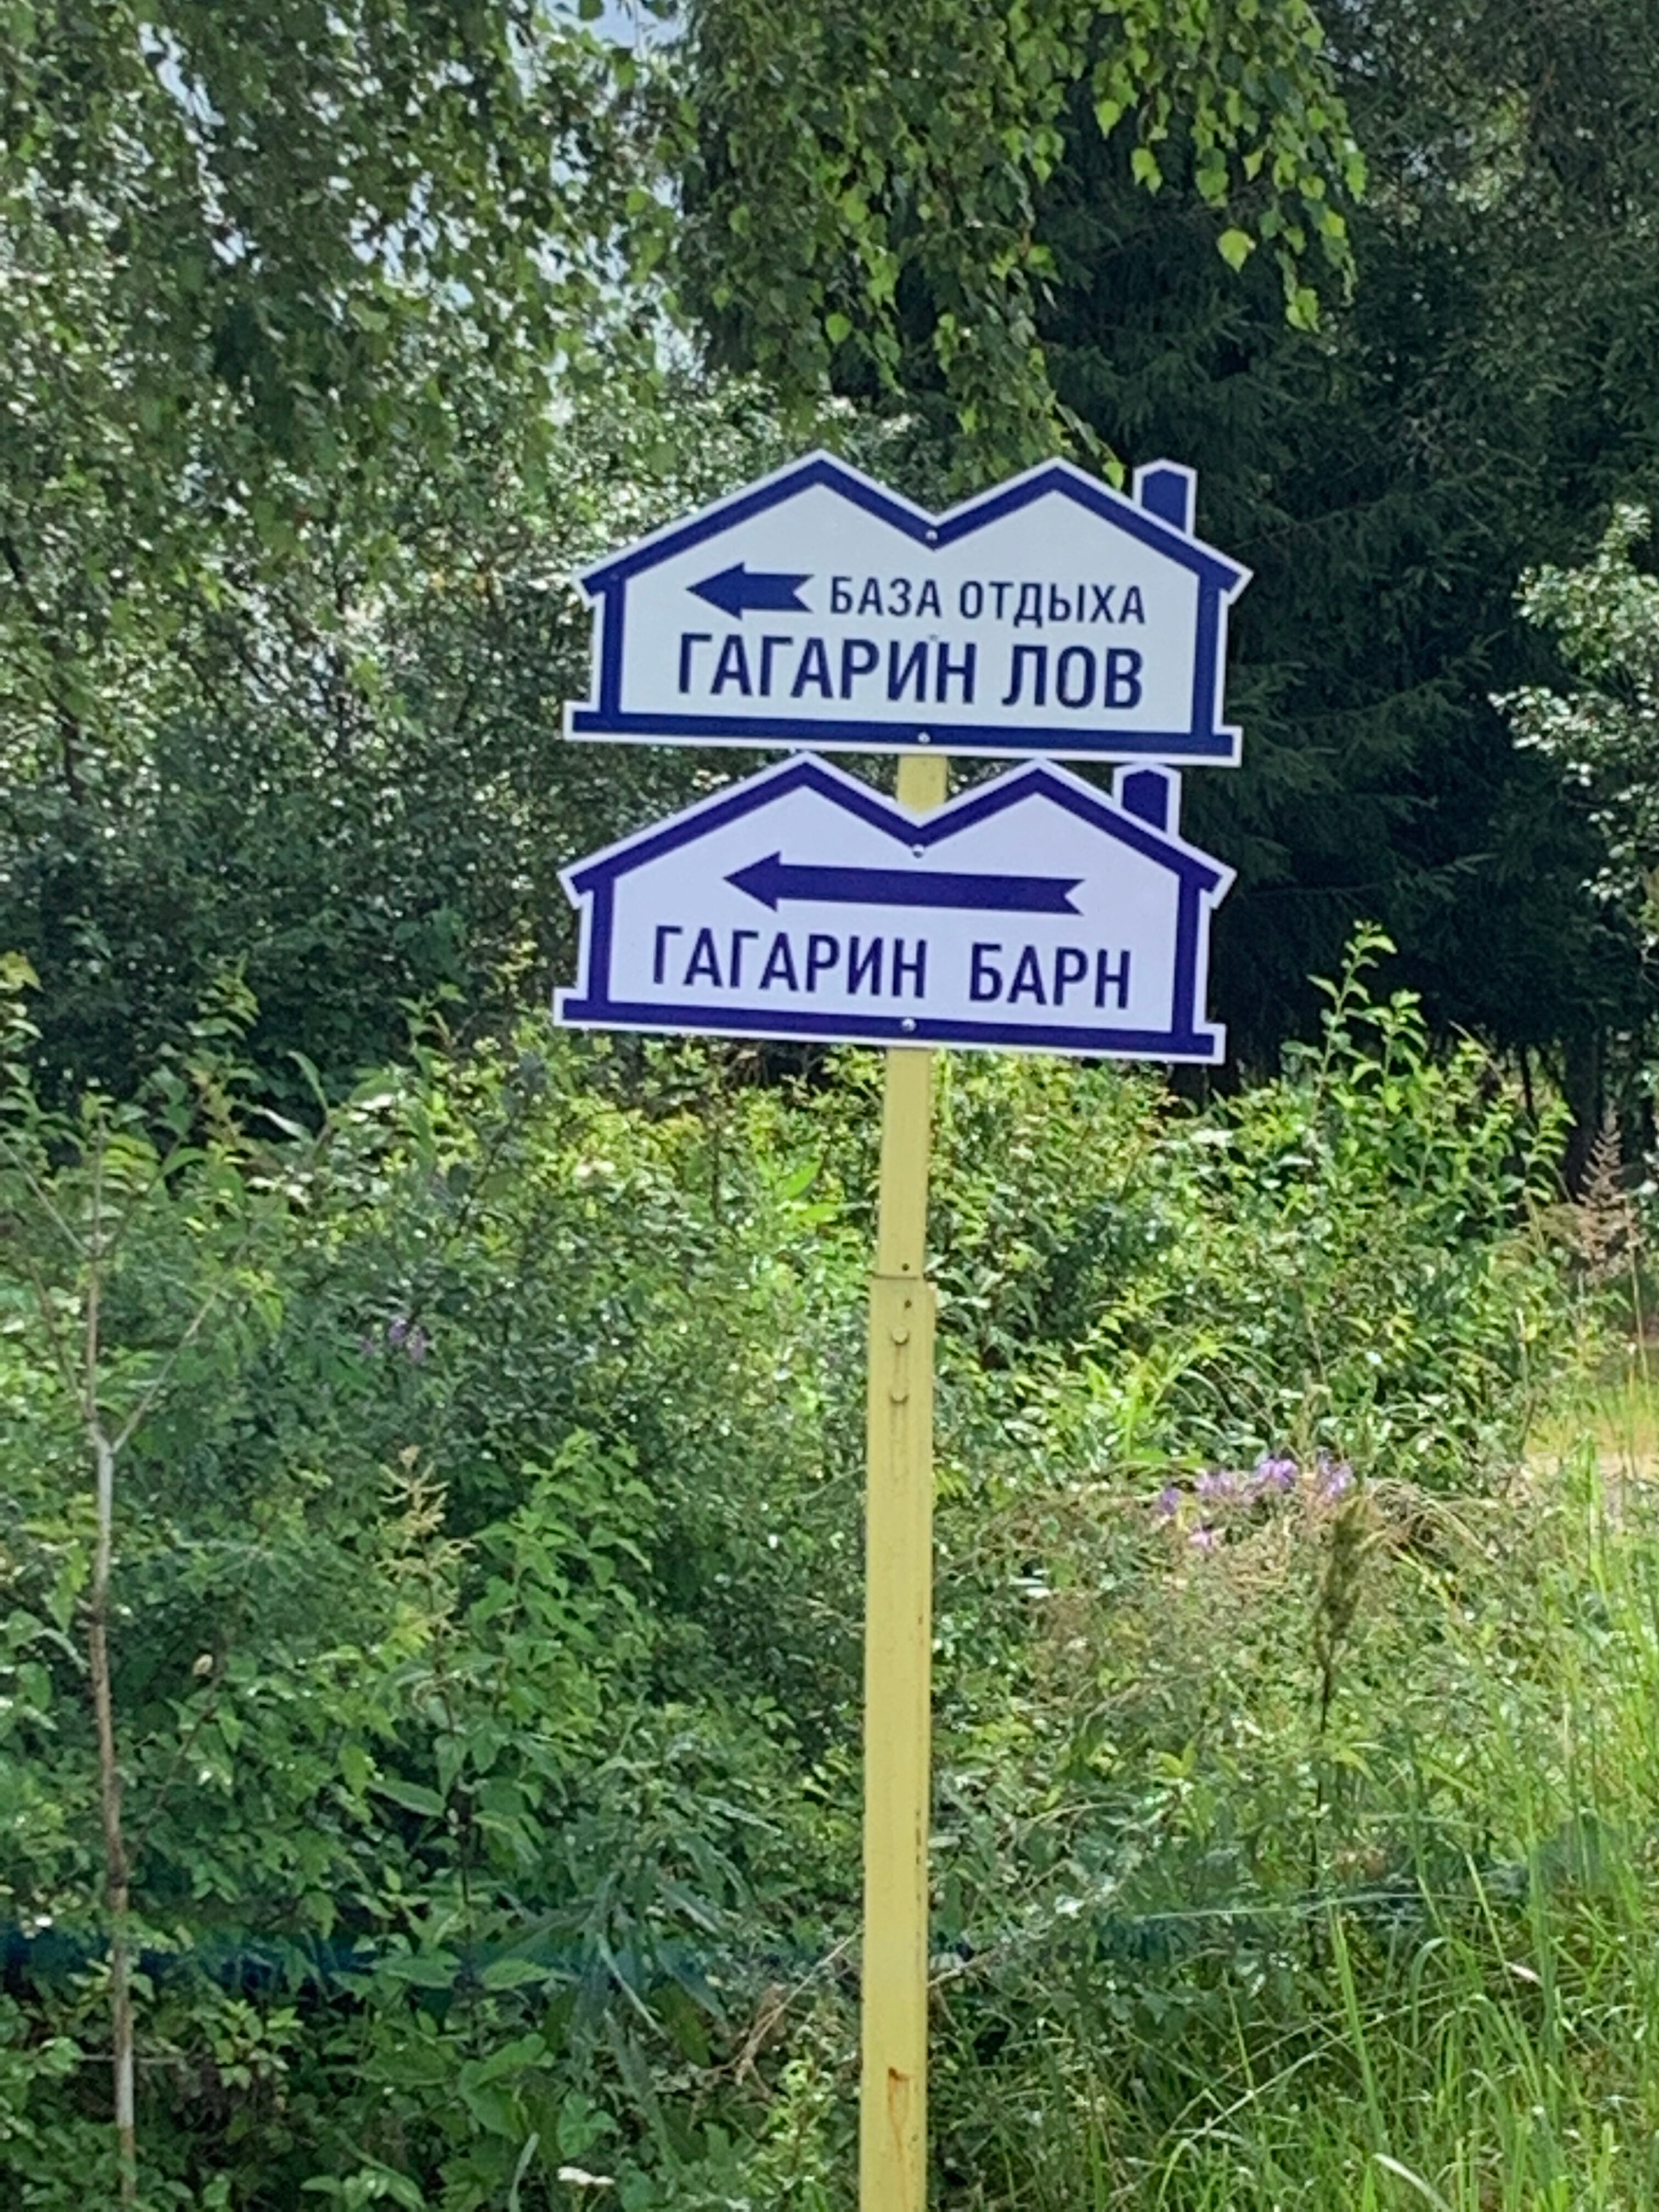 БАЗА ОТДЫХА
ГАГАРИН ЛОВ
ГАГАРИН БАРН